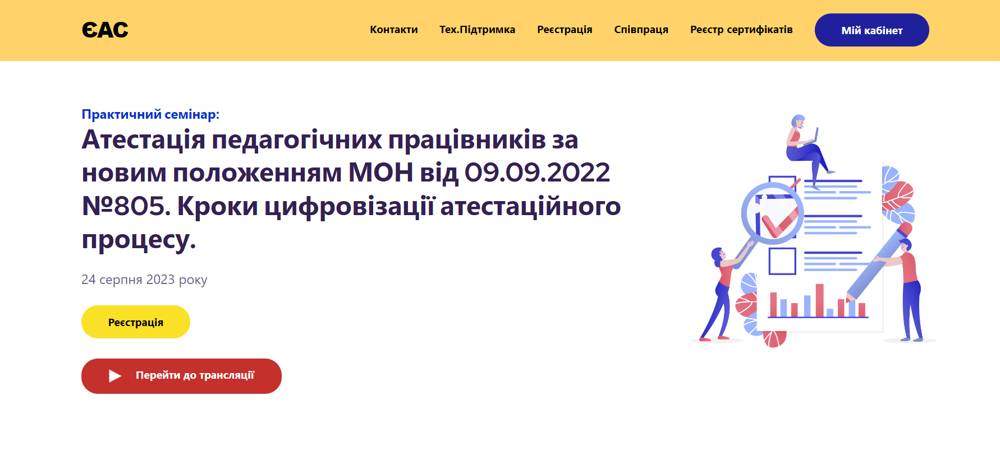 ЄАС
Контакти
Тех.Підтримка
Реєстрація
Співпраця
Реєстр сертифікатів
Мій кабінет
Практичний семінар:
Атестація педагогічних працівників за
новим положенням МОН від 09.09.2022
№805. Кроки цифровізації атестаційного
процесу.
24 серпня 2023 року
Реєстрація
Перейти до трансляції